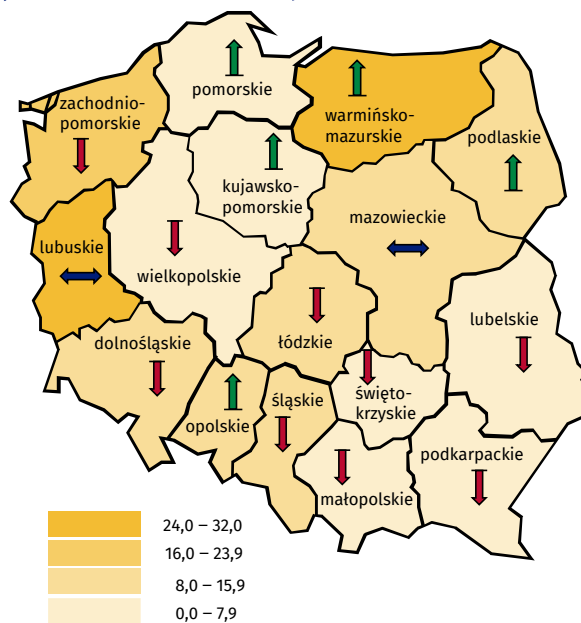 pomorskie
zachodnio-
pomorskie
warmińsko-
mazurskie
podlaskie
kujawsko-
pomorskie
mazowieckie
lubuskie
wielkopolskie
lubelskie
dolnośląskie
łódzkie
śląskie
święto-
krzyskie
opolskie
podkarpackie
małopolskie
24,0 – 32,0
16,0 – 23,9
8,0 – 15,9
0,0 – 7,9